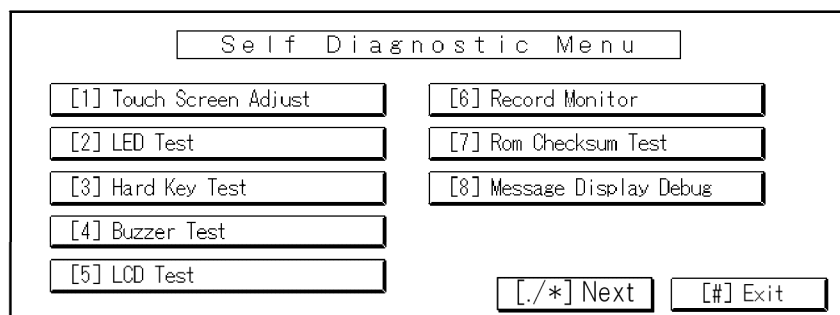 Self Diagnostic Menu
[1] Touch Screen Adjust
[2] LED Test
[3] Hard Key Test
[4] Buzzer Test
[5] LCD Test
[6] Record Monitor
[7] Rom Checksum Test
[8] Message Display Debug
[./*] Next
[#] Exit